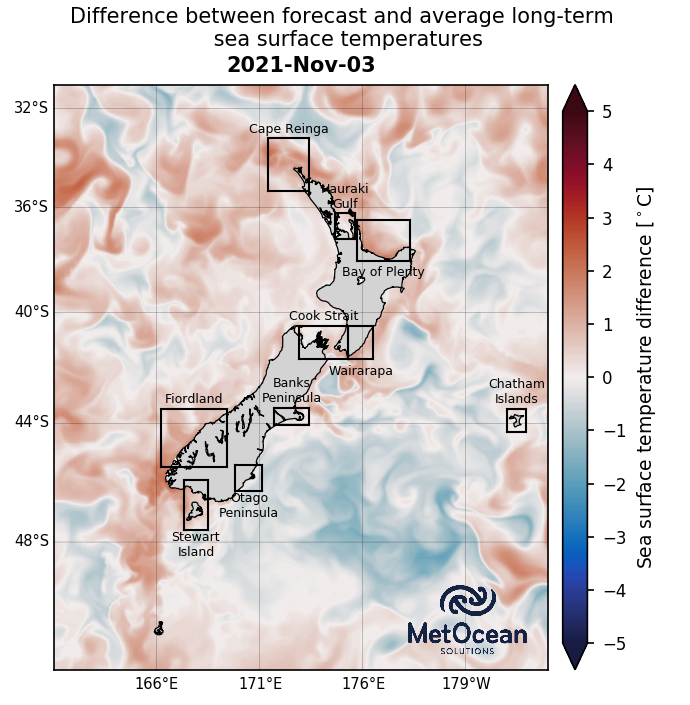 Difference between forecast and average long-term
sea surface temperatures
2021-Nov-03
32°S
36°S
40°S
44°S
48°S
166°E
171°E
176°E
179°W
Cape Reinga
Hauraki
Gulf
Bay of Plenty
Cook Strait
Wairarapa
Banks
Peninsula
Fiordland
Chatham
Islands
Otago
Peninsula
Stewart
Island
MetOcean
SOLUTIONS
5
4
3
2
1
0
−1
−2
−3
−4
−5
Sea surface temperature difference [°C]